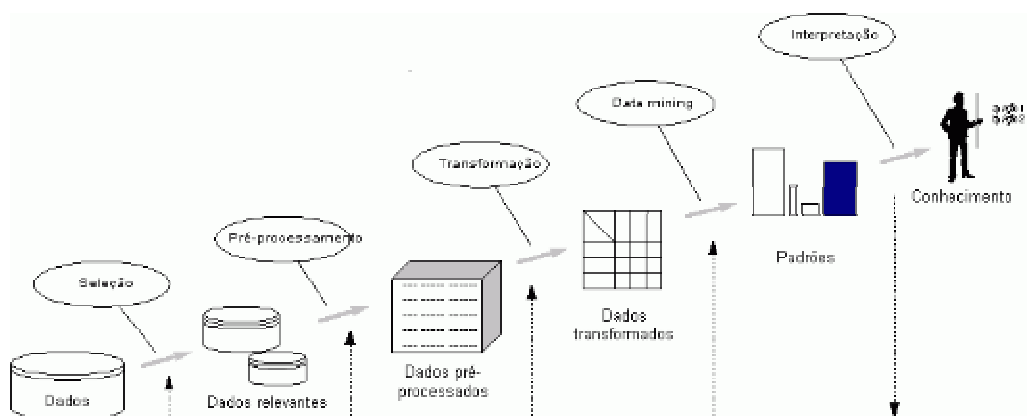 Interpretação
Data mining
Transformação
Pré-processamento
Seleção
Dados
Dados relevantes
Dados pré-
processados
Dados
transformados
Padrões
Conhecimento